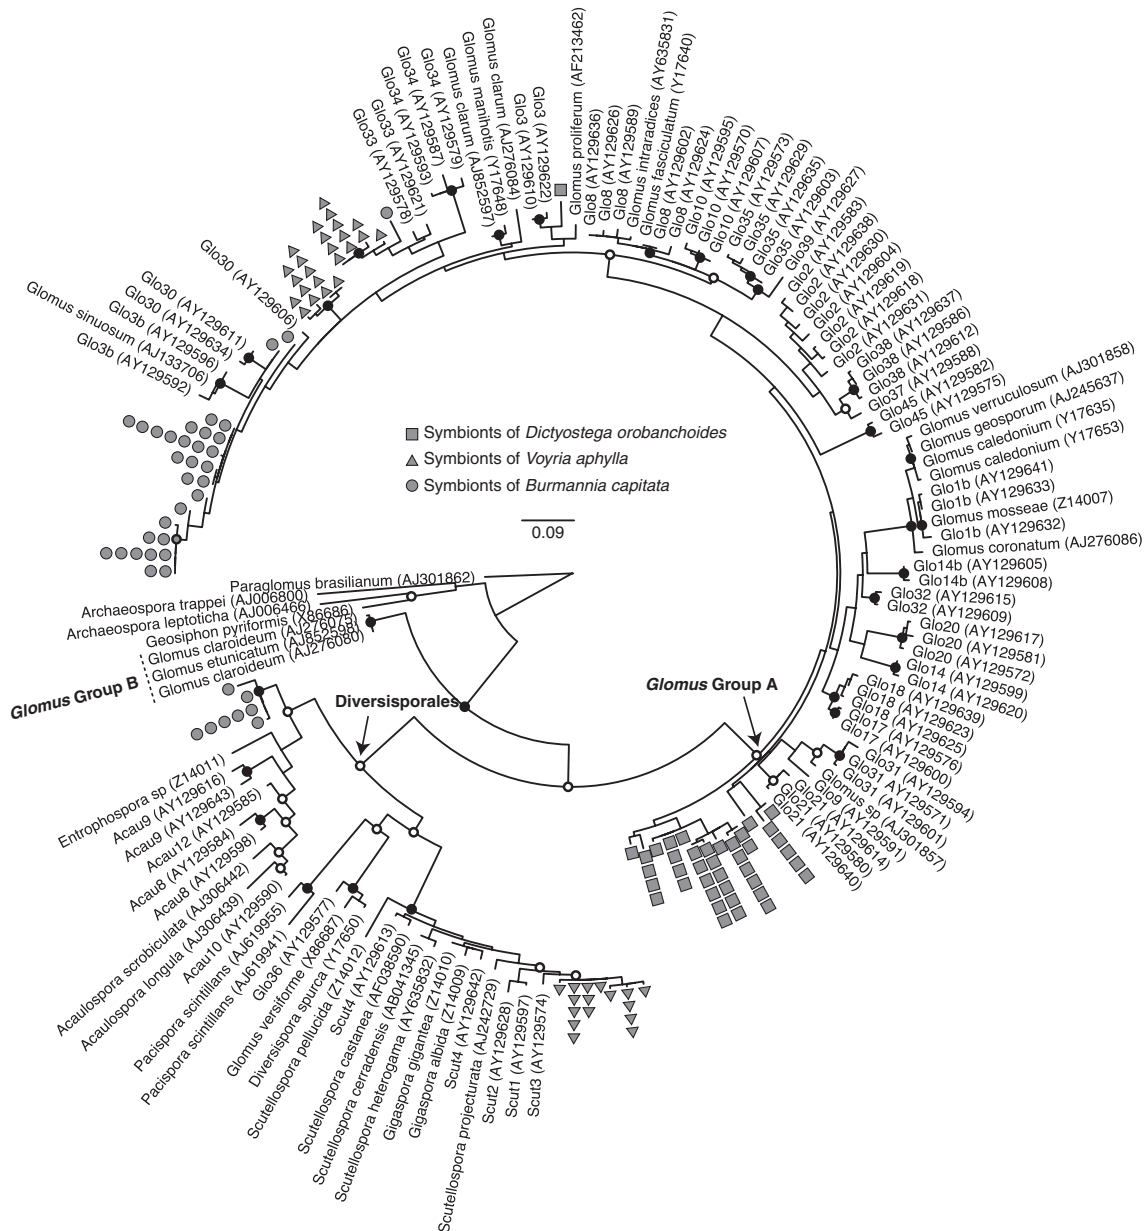 Glo30 (AY129606)
Glo33 (AY129578)
Glo33 (AY129621)
Glo34 (AY129593)
Glo34 (AY129587)
Glo34 (AY129579)
Glomus clarum (AJ852597)
Glomus manihotis (Y17648)
Glomus clarum (AJ276084)
Glo3 (AY129610)
Glo3 (AY129622)
Glomus proliferum (AF213462)
Glo8 (AY129636)
Glo8 (AY129626)
Glo8 (AY129589)
Glomus intraradices (AY635831)
Glomus fasciculatum (Y17640)
Glo8 (AY129602)
Glo8 (AY129624)
Glo10 (AY129595)
Glo10 (AY129570)
Glo10 (AY129607)
Glo35 (AY129573)
Glo35 (AY129629)
Glo35 (AY129635)
Glo35 (AY129603)
Glo39 (AY129627)
Glo2 (AY129583)
Glo2 (AY129638)
Glo2 (AY129630)
Glo2 (AY129604)
Glo2 (AY129619)
Glo2 (AY129618)
Glo2 (AY129631)
Glo38 (AY129637)
Glo38 (AY129586)
Glo38 (AY129612)
Glo37 (AY129588)
Glo45 (AY129582)
Glo45 (AY129575)
Glomus verruculosum (AJ301858)
Glomus geosporum (AJ245637)
Glomus caledonium (Y17635)
Glomus caledonium (Y17653)
Glo1b (AY129641)
Glo1b (AY129633)
Glomus mosseae (Z14007)
Glo1b (AY129632)
Glomus coronatum (AJ276086)
Glo14b (AY129605)
Glo14b (AY129608)
Glo32 (AY129615)
Glo32 (AY129609)
Glo20 (AY129617)
Glo20 (AY129581)
Glo20 (AY129572)
Glo14 (AY129599)
Glo14 (AY129620)
Glo18 (AY129639)
Glo18 (AY129623)
Glo18 (AY129625)
Glo17 (AY129576)
Glo17 (AY129600)
Glo31 (AY129594)
Glo31 AY129571)
Glo31 (AY129601)
Glomus sp (AJ301857)
Glo9 (AY129591)
Glo21 (AY129614)
Glo21 (AY129580)
Glo21 (AY129640)
Glo30 (AY129611)
Glo30 (AY129634)
Glo3b (AY129596)
Glomus sinuosum (AJ133706)
Glo3b (AY129592)
Symbionts of Dictyostega orobanchoides
Symbionts of Voyria aphylla
Symbionts of Burmannia capitata
0.09
Paraglomus brasilianum (AJ301862)
Archaeospora trappei (AJ006800)
Archaeospora leptoticha (AJ006466)
Geosiphon pyriformis (X86686)
Glomus claroideum (AJ276075)
Glomus etunicatum (AJ852598)
Glomus claroideum (AJ276080)
Glomus Group B
Diversisporales
Glomus Group A
Entrophospora sp (Z14011)
Acau9 (AY129616)
Acau9 (AY129643)
Acau12 (AY129585)
Acau8 (AY129584)
Acau8 (AY129598)
Acaulospora scrobiculata (AJ306442)
Acaulospora longula (AJ306439)
Acau10 (AY129590)
Pacispora scintillans (AJ619955)
Pacispora scintillans (AJ619941)
Glo36 (AY129577)
Glomus versiforme (X86687)
Diversispora spurca (Y17650)
Scutellospora pellucida (Z14012)
Scut4 (AY129613)
Scutellospora castanea (AF038590)
Scutellospora cerradensis (AB041345)
Scutellospora heterogama (AY635832)
Gigaspora gigantea (Z14010)
Gigaspora albida (Z14009)
Scut4 (AY129642)
Scutellospora projecturata (AJ242729)
Scut2 (AY129628)
Scut1 (AY129597)
Scut3 (AY129574)